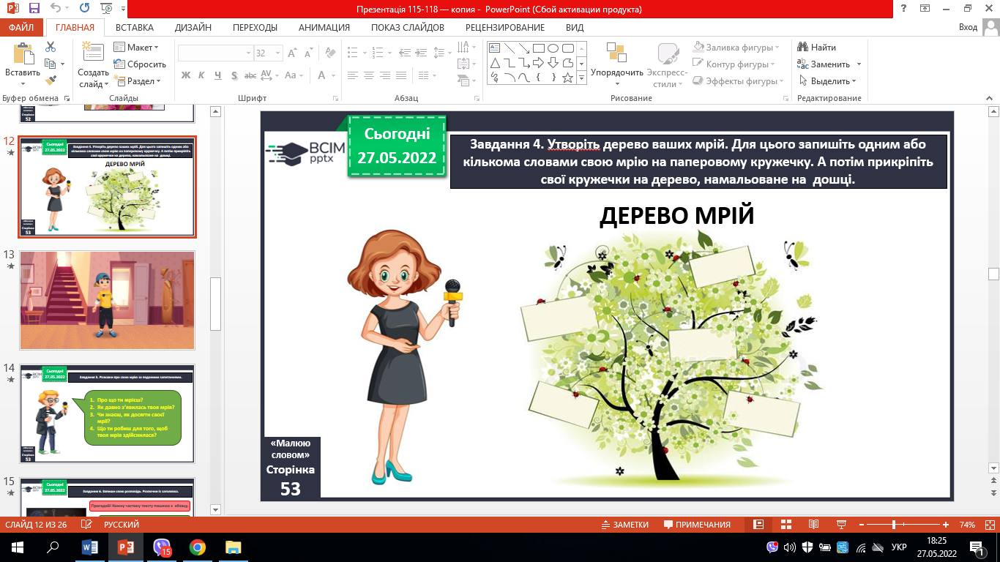 Презентація 115-118 — копия - PowerPoint (Сбой активации продукта)
ФАЙЛ ГЛАВНАЯ ВСТАВКА ДИЗАЙН ПЕРЕХОДЫ АНИМАЦИЯ ПОКАЗ СЛАЙДОВ РЕЦЕНЗИРОВАНИЕ ВИД Вход
Вставить
Создать слайд
Макет
Сбросить
Раздел
32
Ж К Ч S abc AV Aa А
Упорядочить
Экспресс-стили
Заливка фигуры
Контур фигуры
Эффекты фигуры
Найти
Заменить
Выделить
Буфер обмена Слайды Шрифт Абзац Рисование Редактирование
52
12
Сьогодні
27.05.2022
Завдання 4. Утворіть дерево ваших мрій. Для цього запишіть одним або
кількома словами свою мрію на паперовому кружечку. А потім прикріпіть
свої кружечки на дерево, намальоване на дошці.
ДЕРЕВО МРІЙ
Сторінка
53
13
14
Сьогодні
27.05.2022
Завдання 5. Розкажи про свою мрію за поданими запитаннями.
1. Про що ти мрієш?
2. Як давно з'явилась твоя мрія?
3. Чи знаєш, як досягти своєї
мрії?
4. Що ти робиш для того, щоб
твоя мрія здійснилася?
53
15
Сьогодні
27.05.2022
Завдання 6. Запиши свою розповідь. Розпочни із заголовка.
Пригадай! Кожну частину тексту пишемо з абзацу.
ВСІМ
pptx
Сьогодні
27.05.2022
Завдання 4. Утворіть дерево ваших мрій. Для цього запишіть одним або
кількома словами свою мрію на паперовому кружечку. А потім прикріпіть
свої кружечки на дерево, намальоване на дошці.
ДЕРЕВО МРІЙ
«Малюю
словом»
Сторінка
53
СЛАЙД 12 ИЗ 26 РУССКИЙ ЗАМЕТКИ ПРИМЕЧАНИЯ 74%
15
УКР
18:25
27.05.2022
1